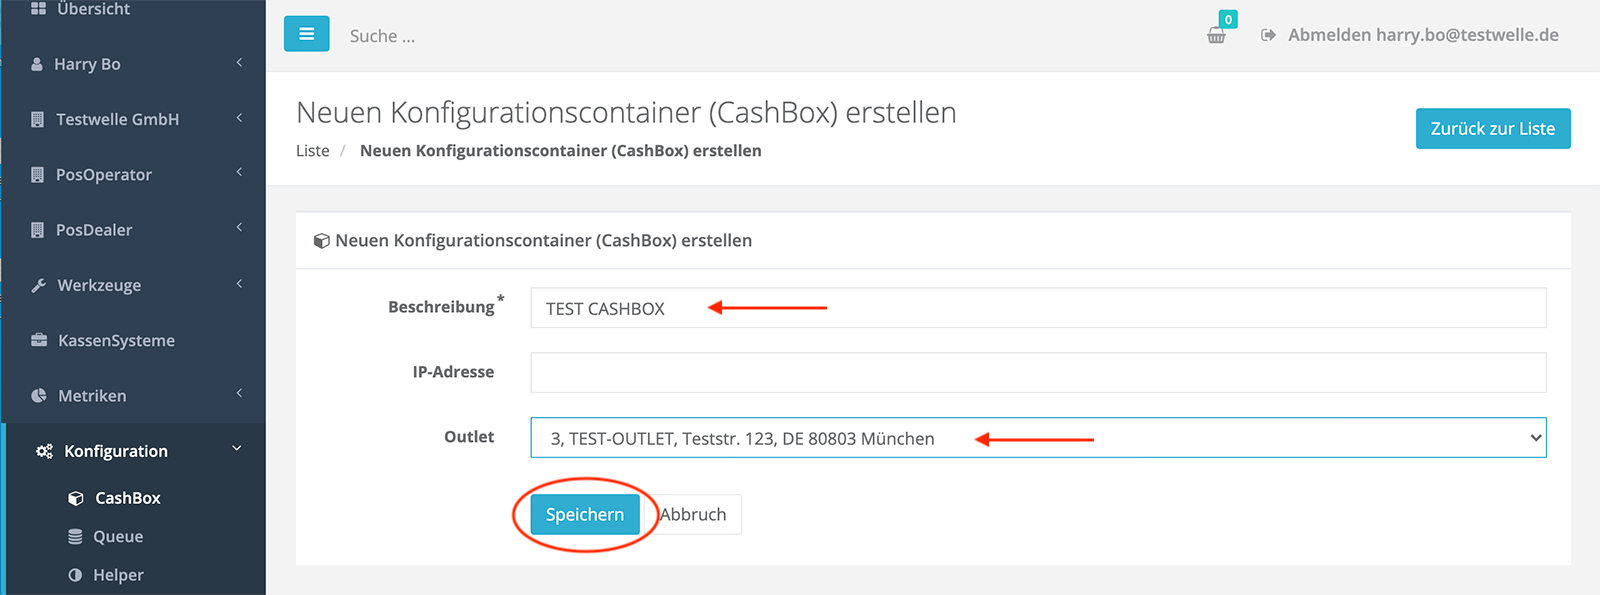 Übersicht
Harry Bo
Testwelle GmbH
PosOperator
PosDealer
Werkzeuge
KassenSysteme
Metriken
Konfiguration
CashBox
Queue
Helper
Suche ...
0
Abmelden harry.bo@testwelle.de
Neuen Konfigurationscontainer (CashBox) erstellen
Liste / Neuen Konfigurationscontainer (CashBox) erstellen
Zurück zur Liste
Neuen Konfigurationscontainer (CashBox) erstellen
Beschreibung* TEST CASHBOX
IP-Adresse
Outlet 3, TEST-OUTLET, Teststr. 123, DE 80803 München
Speichern Abbruch